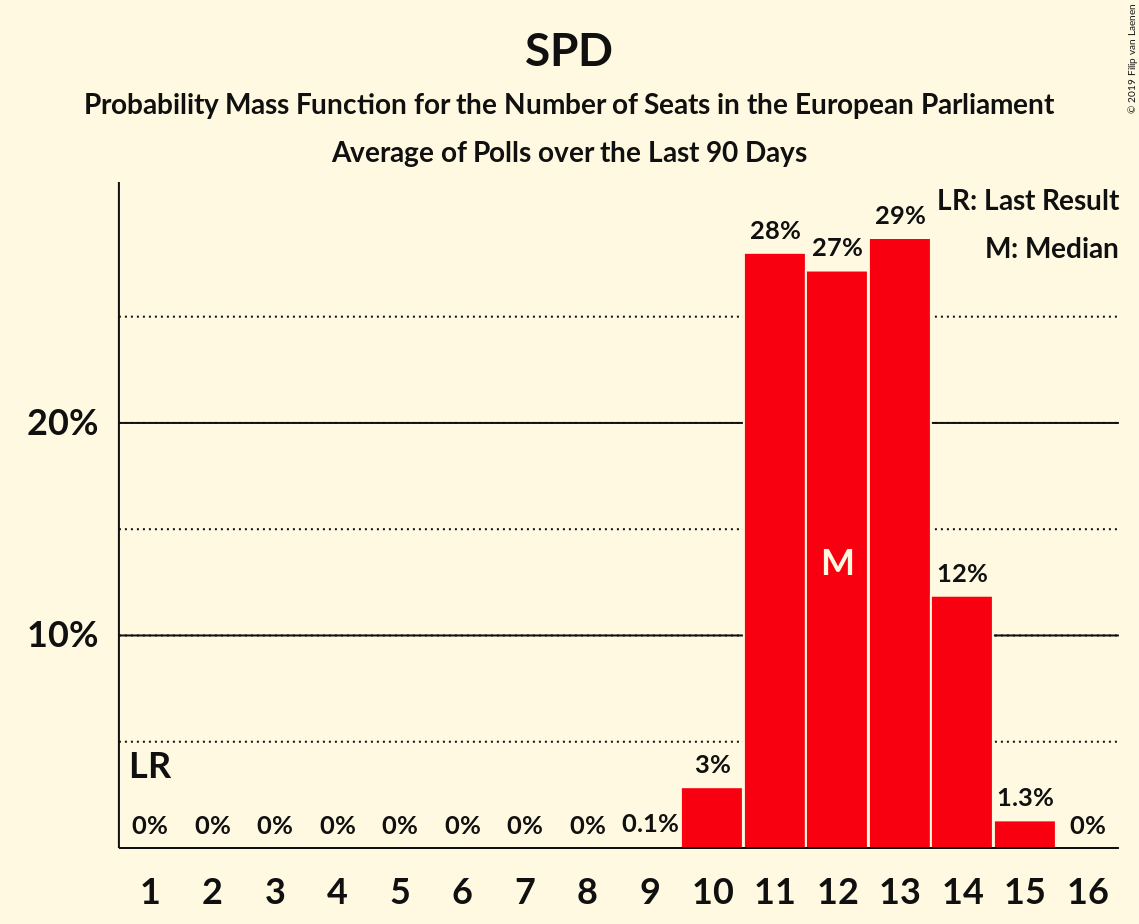 SPD
Probability Mass Function for the Number of Seats in the European Parliament
Average of Polls over the Last 90 Days
© 2019 Filip van Laenen
LR: Last Result
M: Median
28% 27% 29%
20%
M
12%
10%
LR
0% 0% 0% 0% 0% 0% 0% 0% 0.1% 3% 1.3% 0%
1 2 3 4 5 6 7 8 9 10 11 12 13 14 15 16